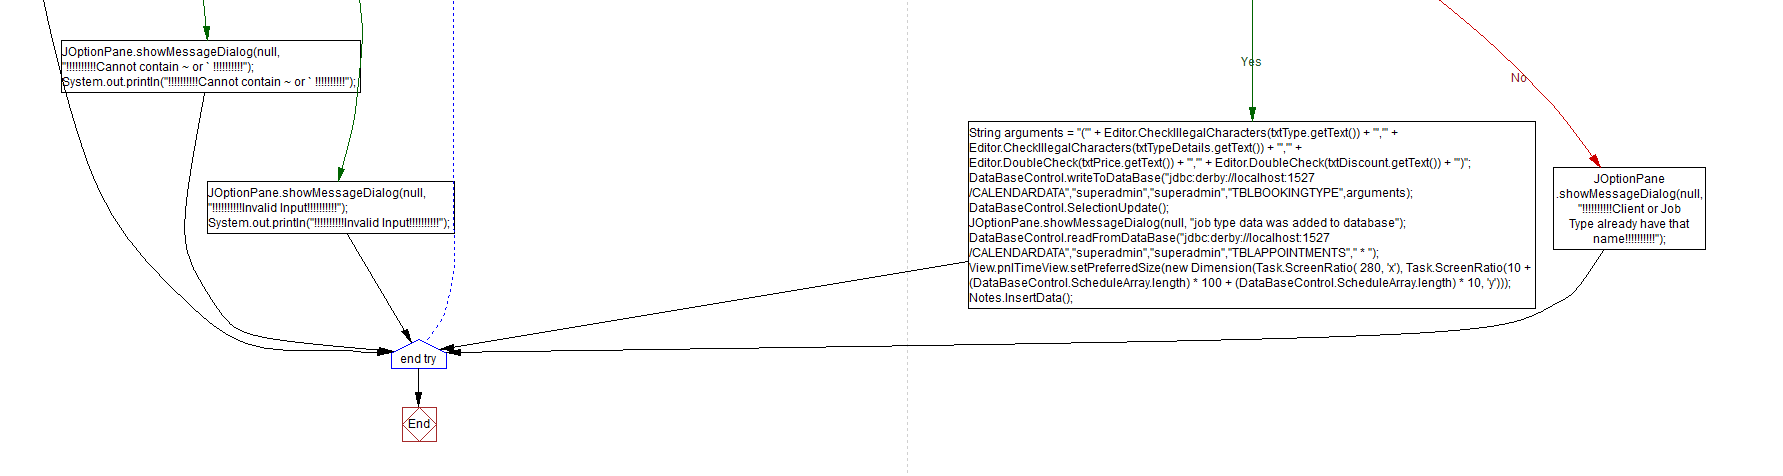 JOptionPane.showMessageDialog(null,
"!!!!!!!!!!Cannot contain ~ or ` !!!!!!!!!!");
System.out.println("!!!!!!!!!!Cannot contain ~ or ` !!!!!!!!!!");
JOptionPane.showMessageDialog(null,
"!!!!!!!!!!Invalid Input!!!!!!!!!!");
System.out.println("!!!!!!!!!!Invalid Input!!!!!!!!!!");
end try
End
Yes
No
String arguments = "('" + Editor.CheckIllegalCharacters(txtType.getText()) + "','" +
Editor.CheckIllegalCharacters(txtTypeDetails.getText()) + "','" +
Editor.DoubleCheck(txtPrice.getText()) + "','" + Editor.DoubleCheck(txtDiscount.getText()) + "')";
DataBaseControl.writeToDataBase("jdbc:derby://localhost:1527
/CALENDARDATA","superadmin","superadmin","TBLBOOKINGTYPE",arguments);
DataBaseControl.SelectionUpdate();
JOptionPane.showMessageDialog(null, "job type data was added to database");
DataBaseControl.readFromDataBase("jdbc:derby://localhost:1527
/CALENDARDATA","superadmin","superadmin","TBLAPPOINTMENTS"," * ");
View.pnlTimeView.setPreferredSize(new Dimension(Task.ScreenRatio( 280, 'x'), Task.ScreenRatio(10 +
(DataBaseControl.ScheduleArray.length) * 100 + (DataBaseControl.ScheduleArray.length) * 10, 'y')));
Notes.InsertData();
JOptionPane
.showMessageDialog(null,
"!!!!!!!!!!Client or Job
Type already have that
name!!!!!!!!!!");